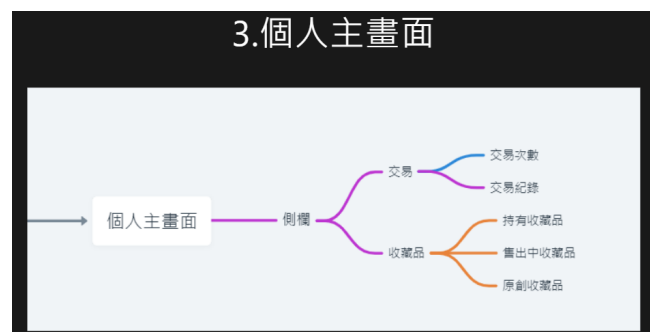 3.個人主畫面
個人主畫面
側欄
交易
交易次數
交易紀錄
收藏品
持有收藏品
售出中收藏品
原創收藏品